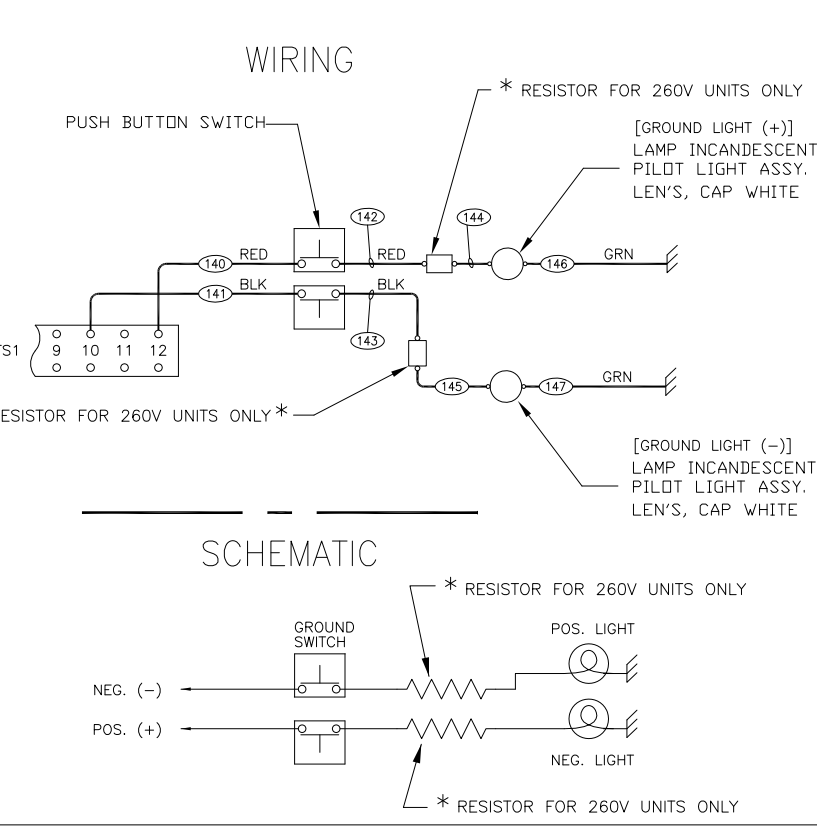 WIRING
* RESISTOR FOR 260V UNITS ONLY
PUSH BUTTON SWITCH
[GROUND LIGHT (+)]
LAMP INCANDESCENT
PILOT LIGHT ASSY.
LEN'S, CAP WHITE
142
144
140
RED
RED
146
GRN
141
BLK
BLK
143
TS1
9 10 11 12
145
147
GRN
ESISTOR FOR 260V UNITS ONLY *
[GROUND LIGHT (-)]
LAMP INCANDESCENT
PILOT LIGHT ASSY.
LEN'S, CAP WHITE
SCHEMATIC
* RESISTOR FOR 260V UNITS ONLY
GROUND
SWITCH
POS. LIGHT
NEG. (-)
POS. (+)
NEG. LIGHT
* RESISTOR FOR 260V UNITS ONLY